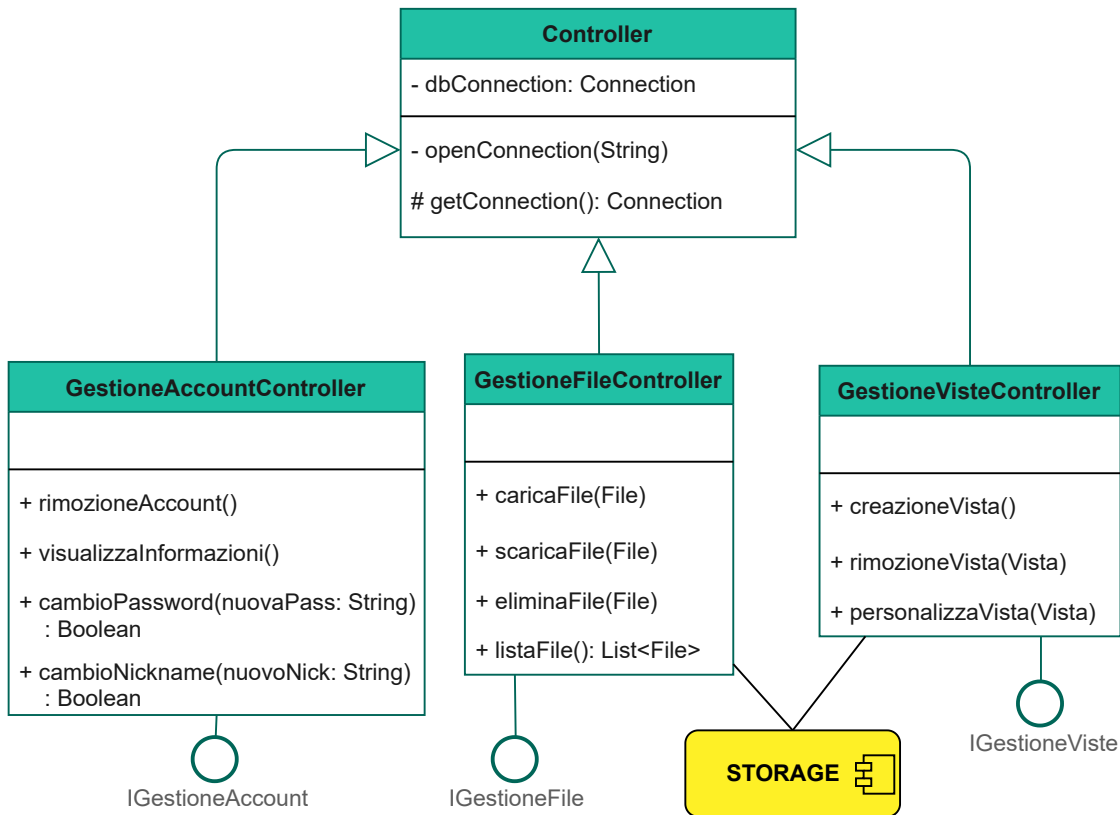 Controller
- dbConnection: Connection
- openConnection(String)
# getConnection(): Connection
GestioneAccountController
+ rimozioneAccount()
+ visualizzaInformazioni()
+ cambioPassword(nuovaPass: String)
: Boolean
+ cambioNickname(nuovoNick: String)
: Boolean
IGestioneAccount
GestioneFileController
+ caricaFile(File)
+ scaricaFile(File)
+ eliminaFile(File)
+ listaFile(): List<File>
IGestioneFile
GestioneVisteController
+ creazioneVista()
+ rimozioneVista(Vista)
+ personalizzaVista(Vista)
IGestioneViste
STORAGE